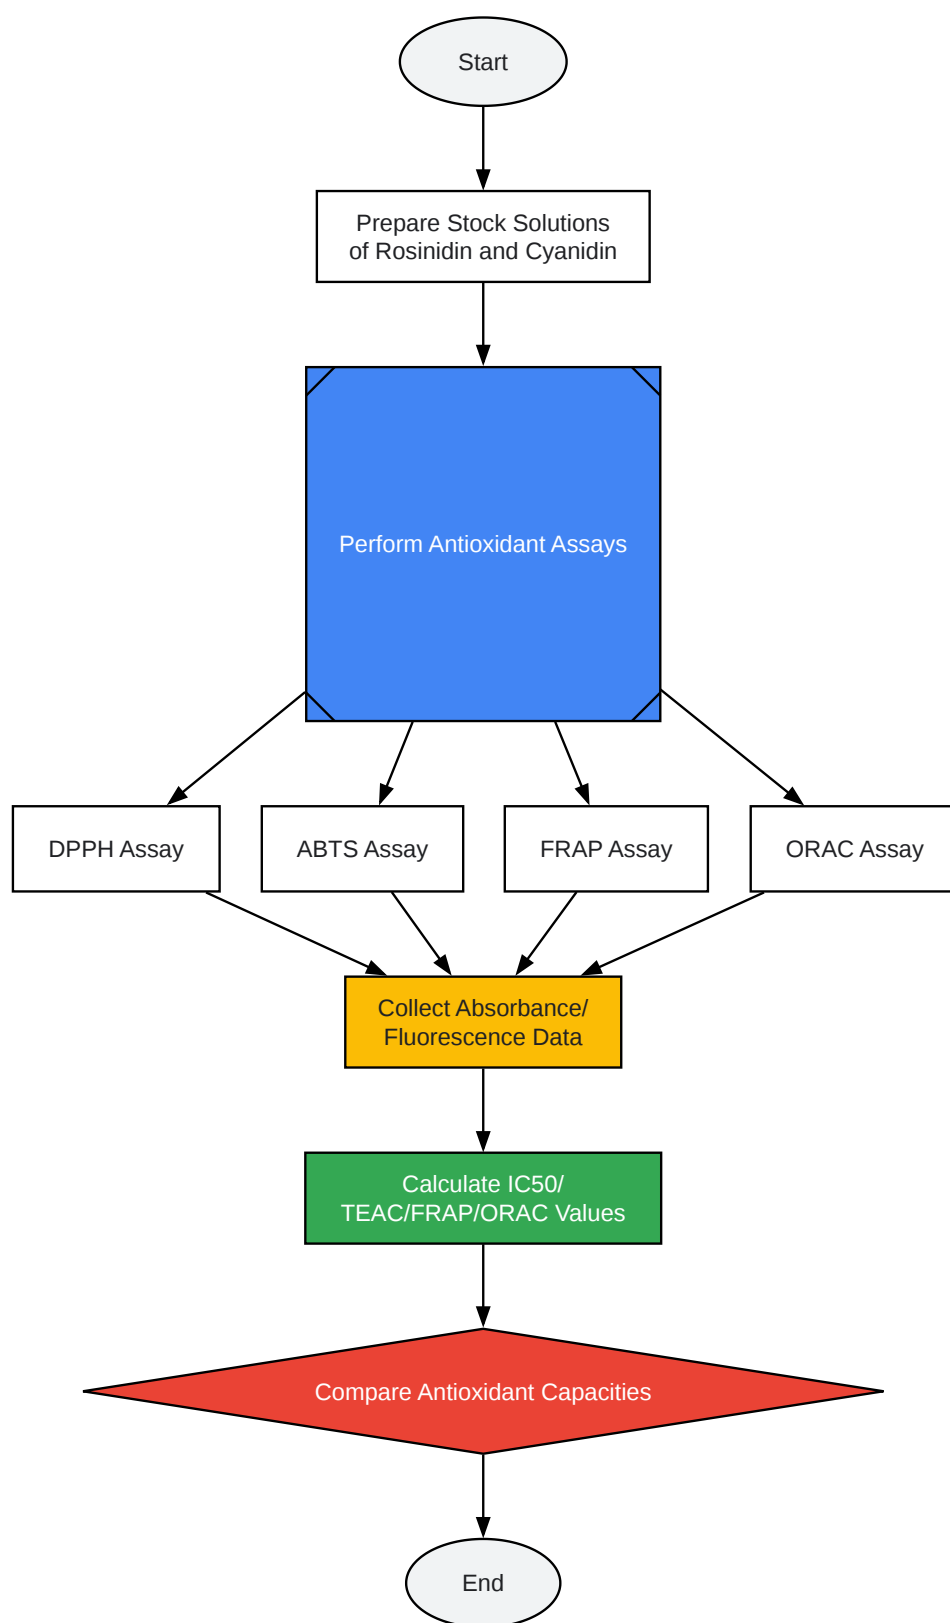 Start
Prepare Stock Solutions
of Rosinidin and Cyanidin
Perform Antioxidant Assays
DPPH Assay
ABTS Assay
FRAP Assay
ORAC Assay
Collect Absorbance/
Fluorescence Data
Calculate IC50/
TEAC/FRAP/ORAC Values
Compare Antioxidant Capacities
End